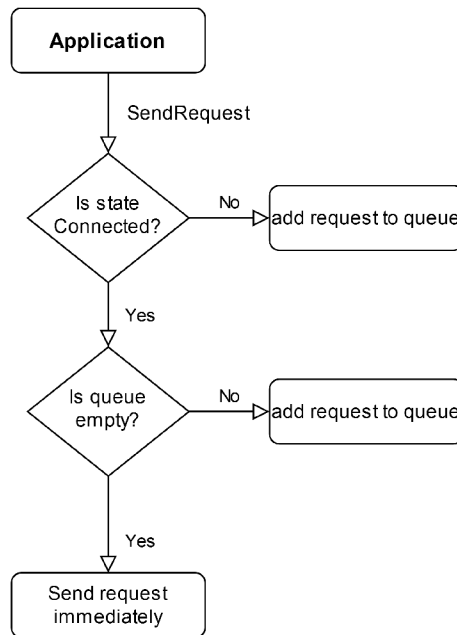 Application
SendRequest
Is state
Connected?
No
add request to queue
Yes
Is queue
empty?
No
add request to queue
Yes
Send request
immediately